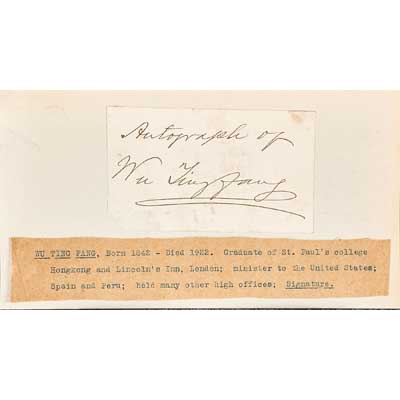 Autograph of
Wu Tingfang
WU TING FANG, Born 1842 - Died 1922. Graduate of St. Paul's college
Hongkong and Lincoln's Inn, London; minister to the United States;
Spain and Peru; held many other high offices; Signature.